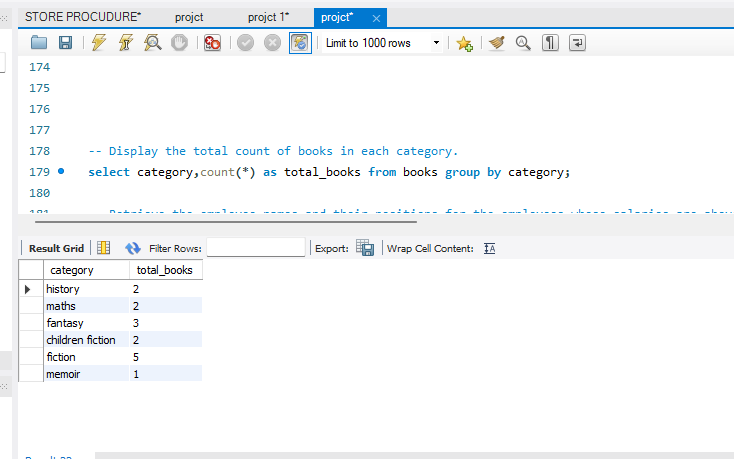 STORE PROCUDURE* projct projct 1* projct*
Limit to 1000 rows
174
175
176
177
178 -- Display the total count of books in each category.
179 select category,count(*) as total_books from books group by category;
180
Result Grid Filter Rows: Export: Wrap Cell Content:
category total_books
history 2
maths 2
fantasy 3
children fiction 2
fiction 5
memoir 1